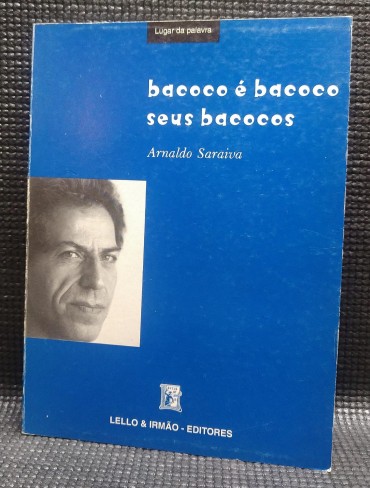 Lugar da palavra
bacoco é bacoco
seus bacocos
Arnaldo Saraiva
LELLO & IRMÃO - EDITORES